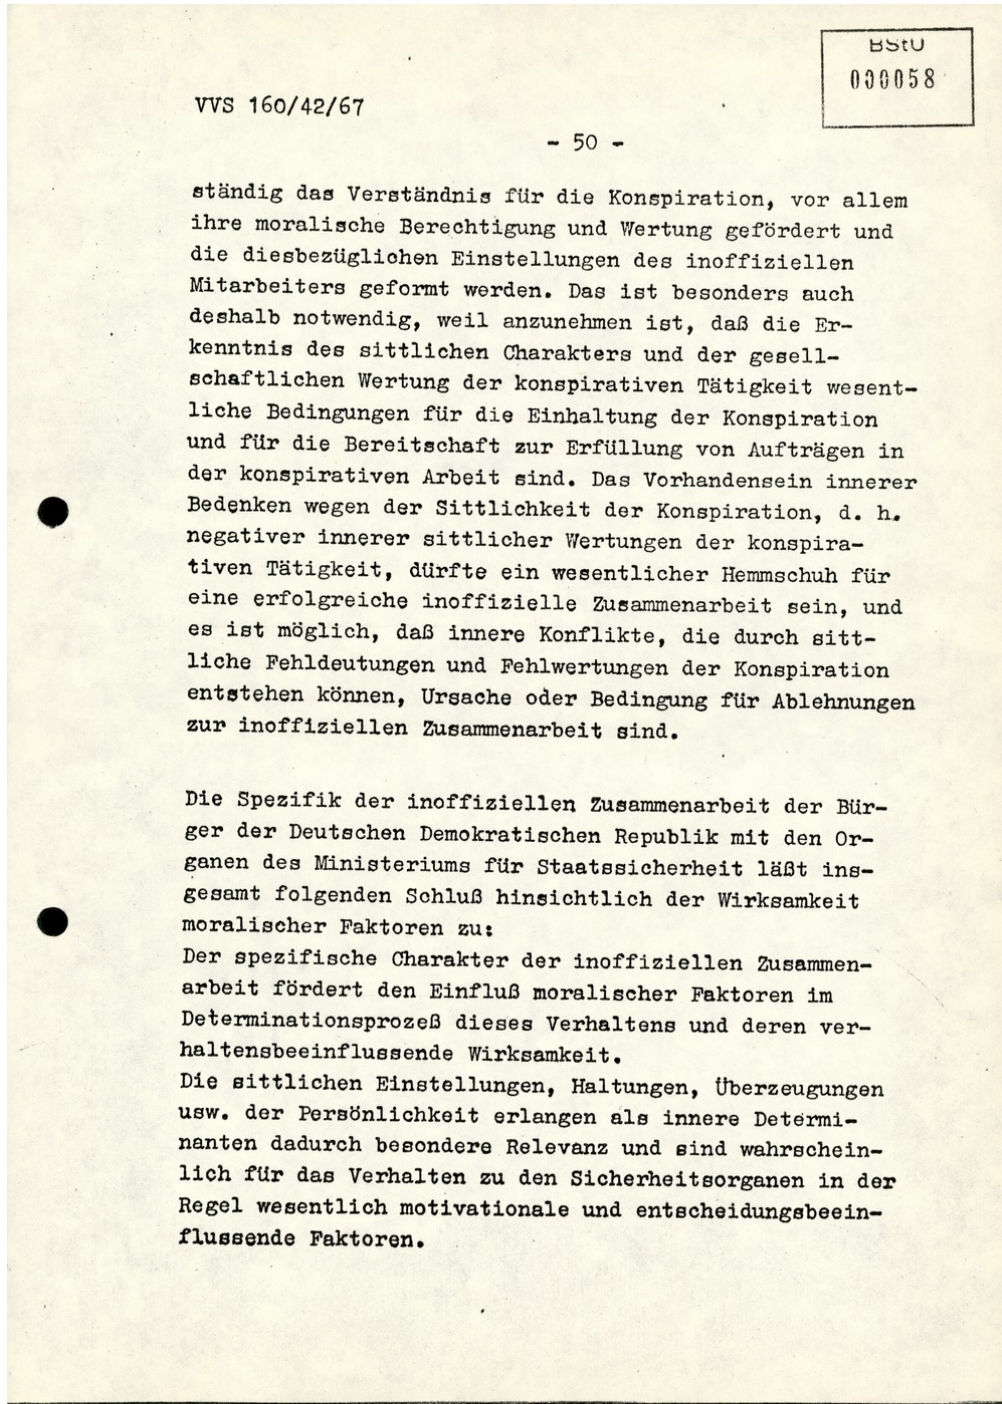 BStU
000058
VVS 160/42/67
- 50 -
ständig das Verständnis für die Konspiration, vor allem
ihre moralische Berechtigung und Wertung gefördert und
die diesbezüglichen Einstellungen des inoffiziellen
Mitarbeiters geformt werden. Das ist besonders auch
deshalb notwendig, weil anzunehmen ist, daß die Er-
kenntnis des sittlichen Charakters und der gesell-
schaftlichen Wertung der konspirativen Tätigkeit wesent-
liche Bedingungen für die Einhaltung der Konspiration
und für die Bereitschaft zur Erfüllung von Aufträgen in
der konspirativen Arbeit sind. Das Vorhandensein innerer
Bedenken wegen der Sittlichkeit der Konspiration, d. h.
negativer innerer sittlicher Wertungen der konspira-
tiven Tätigkeit, dürfte ein wesentlicher Hemmschuh für
eine erfolgreiche inoffizielle Zusammenarbeit sein, und
es ist möglich, daß innere Konflikte, die durch sitt-
liche Fehldeutungen und Fehlwertungen der Konspiration
entstehen können, Ursache oder Bedingung für Ablehnungen
zur inoffiziellen Zusammenarbeit sind.
Die Spezifik der inoffiziellen Zusammenarbeit der Bür-
ger der Deutschen Demokratischen Republik mit den Or-
ganen des Ministeriums für Staatssicherheit läßt ins-
gesamt folgenden Schluß hinsichtlich der Wirksamkeit
moralischer Faktoren zu:
Der spezifische Charakter der inoffiziellen Zusammen-
arbeit fördert den Einfluß moralischer Faktoren im
Determinationsprozeß dieses Verhaltens und deren ver-
haltensbeeinflussende Wirksamkeit.
Die sittlichen Einstellungen, Haltungen, Überzeugungen
usw. der Persönlichkeit erlangen als innere Determi-
nanten dadurch besondere Relevanz und sind wahrschein-
lich für das Verhalten zu den Sicherheitsorganen in der
Regel wesentlich motivationale und entscheidungsbeein-
flussende Faktoren.